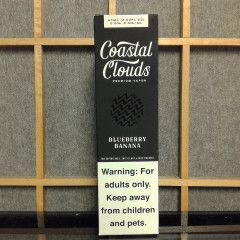 Coastal
Clouds
PREMIUM VAPOR
BLUEBERRY
BANANA
Warning: For
adults only.
Keep away
from children
and pets.